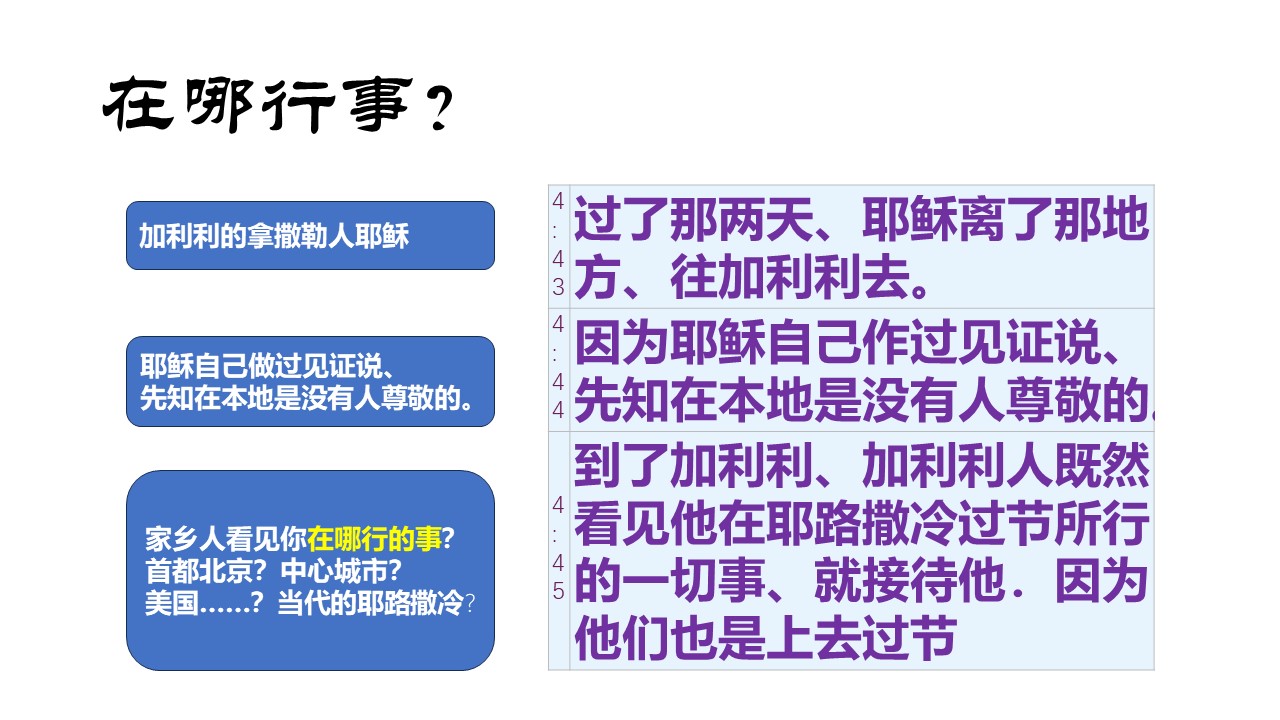 在哪行事?
加利利的拿撒勒人耶稣
耶稣自己做过见证说、
先知在本地是没有人尊敬的。
家乡人看见你在哪行的事?
首都北京？中心城市？
美国……？当代的耶路撒冷?
4:43
过了那两天、耶稣离了那地
方、往加利利去。
4:44
因为耶稣自己作过见证说、
先知在本地是没有人尊敬的.
4:45
到了加利利、加利利人既然
看见他在耶路撒冷过节所行
的一切事、就接待他．因为
他们也是上去过节